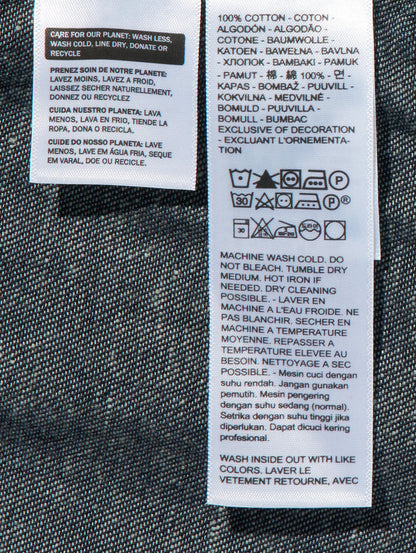 CARE FOR OUR PLANET: WASH LESS,
WASH COLD, LINE DRY, DONATE OR
RECYCLE
PRENEZ SOIN DE NOTRE PLANETE:
LAVEZ MOINS, LAVEZ A FROID,
LAISSEZ SECHER NATURELLEMENT,
DONNEZ OU RECYCLEZ
CUIDA NUESTRO PLANETA: LAVA
MENOS, LAVA EN FRIO, TIENDE LA
ROPA, DONA O RECICLA.
CUIDE DO NOSSO PLANETA: LAVE
MENOS, LAVE EM ÁGUA FRIA, SEQUE
EM VARAL, DOE OU RECICLE.
100% COTTON - COTON -
ALGODÓN - ALGODÃO -
COTONE - BAUMWOLLE -
KATOEN - BAWEŁNA - BAVLNA
- ХЛОПОК - BAMBAKI - PAMUK
- PAMUT - 棉 - 綿 100% - 면 -
KAPAS - BOMBAŽ - PUUVILL -
KOKVILNA - MEDVILNĖ -
BOMULD - PUUVILLA -
BOMULL - BUMBAC
EXCLUSIVE OF DECORATION
- EXCLUANT L'ORNEMENTA-
TION
P
30 P
30
MACHINE WASH COLD. DO
NOT BLEACH. TUMBLE DRY
MEDIUM. HOT IRON IF
NEEDED. DRY CLEANING
POSSIBLE. - LAVER EN
MACHINE A L'EAU FROIDE. NE
PAS BLANCHIR. SECHER EN
MACHINE A TEMPERATURE
MOYENNE. REPASSER A
TEMPERATURE ELEVEE AU
BESOIN. NETTOYAGE A SEC
POSSIBLE. - Mesin cuci dengan
suhu rendah. Jangan gunakan
pemutih. Mesin pengering
dengan suhu sedang (normal).
Setrika dengan suhu tinggi jika
diperlukan. Dapat dicuci kering
profesional.
WASH INSIDE OUT WITH LIKE
COLORS. LAVER LE
VETEMENT RETOURNE, AVEC